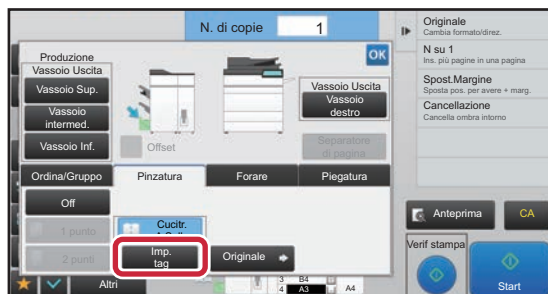 N. di copie 1
Produzione
Vassoio Uscita
Vassoio Sup.
Vassoio
intermed.
Vassoio Inf.
Offset
OK
Vassoio Uscita
Vassoio
destro
Separatore
di pagina
Ordina/Gruppo
Pinzatura
Forare
Piegatura
Off
1 punto
2 punti
Cucitr.
Imp.
tag
Originale
Altri
3 B4
4 A3
A4
Originale
Cambia formato/direz.
N su 1
Ins. più pagine in una pagina
Spost.Margine
Sposta pos. per avere + marg.
Cancellazione
Cancella ombra intorno
Anteprima
CA
Verif stampa
Start